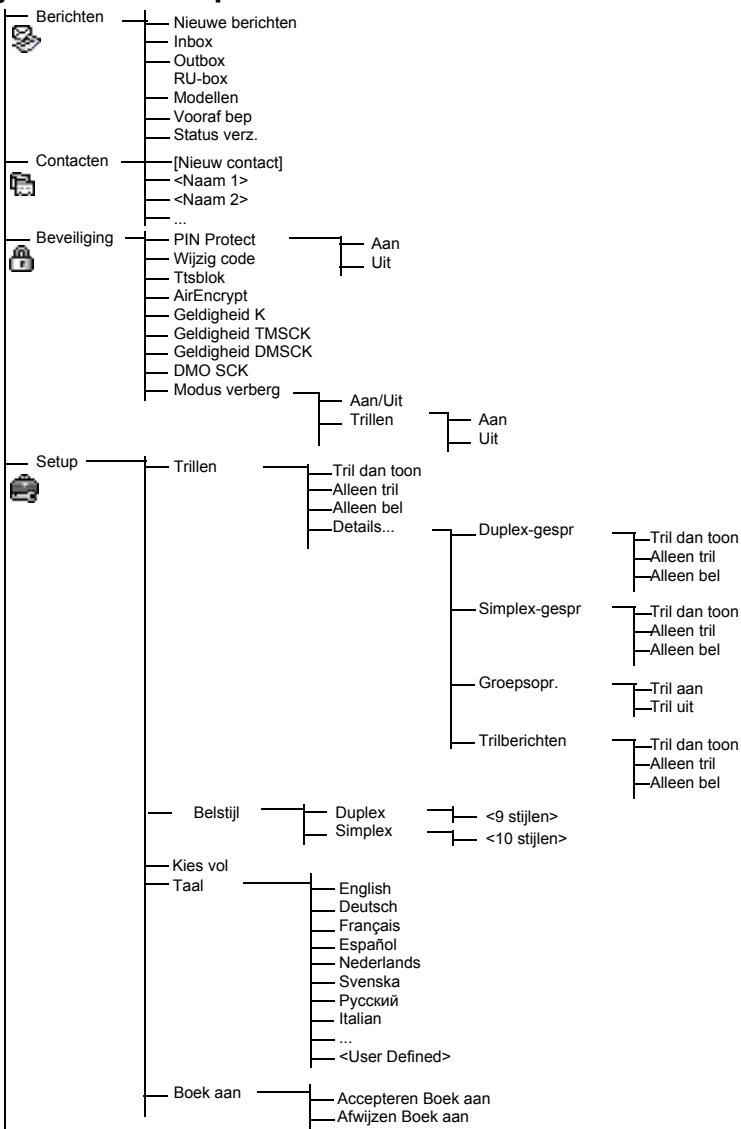 Berichten
Nieuwe berichten
Inbox
Outbox
RU-box
Modellen
Vooraf bep
Status verz.
Contacten
[Nieuw contact]
<Naam 1>
<Naam 2>
...
Beveiliging
PIN Protect
Aan
Uit
Wijzig code
Ttsblok
AirEncrypt
Geldigheid K
Geldigheid TMSCK
Geldigheid DMSCK
DMO SCK
Modus verberg
Aan/Uit
Trillen
Aan
Uit
Setup
Trillen
Tril dan toon
Alleen tril
Alleen bel
Details...
Duplex-gespr
Tril dan toon
Alleen tril
Alleen bel
Simplex-gespr
Tril dan toon
Alleen tril
Alleen bel
Groepsopr.
Tril aan
Tril uit
Trilberichten
Tril dan toon
Alleen tril
Alleen bel
Belstijl
Duplex
<9 stijlen>
Simplex
<10 stijlen>
Kies vol
Taal
English
Deutsch
Français
Español
Nederlands
Svenska
Русский
Italian
...
<User Defined>
Boek aan
Accepteren Boek aan
Afwijzen Boek aan